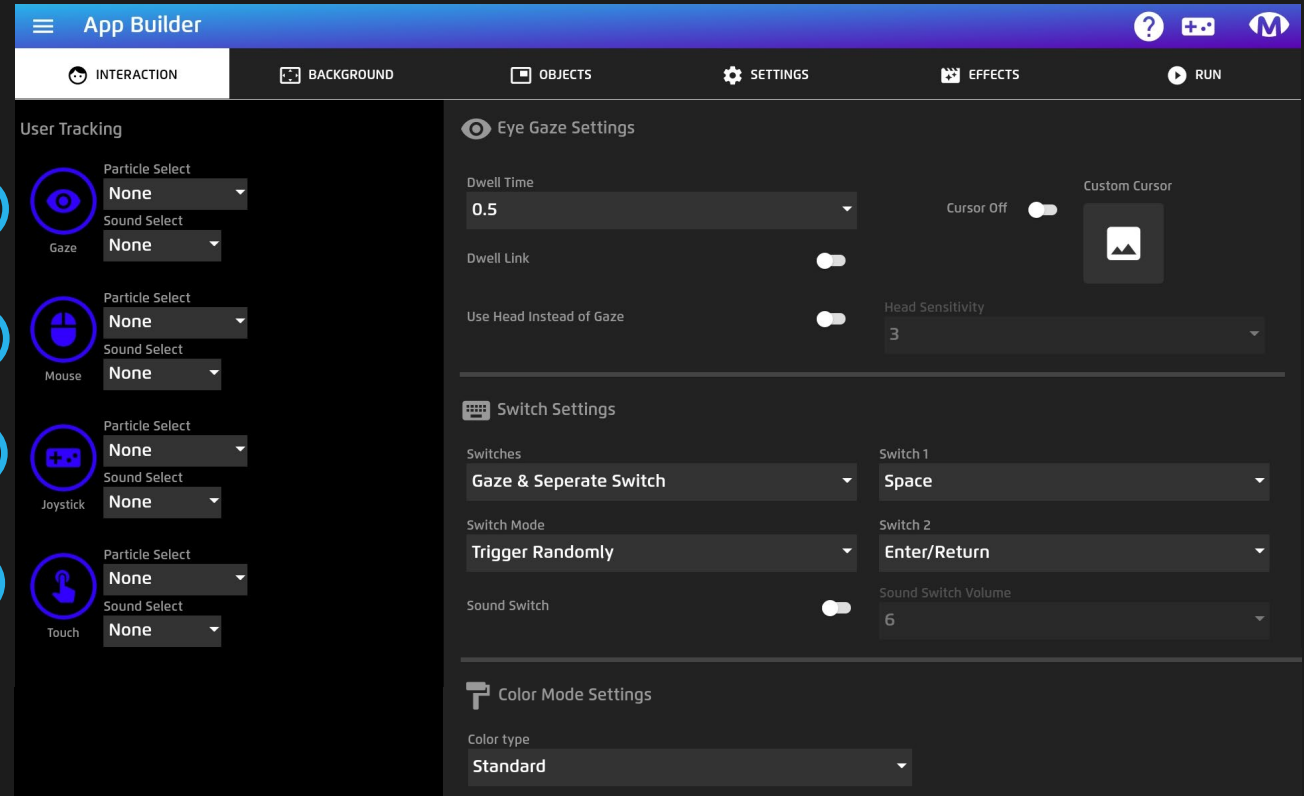 App Builder
INTERACTION
BACKGROUND
OBJECTS
SETTINGS
EFFECTS
RUN
User Tracking
Particle Select
None
Sound Select
None
Gaze
Particle Select
None
Sound Select
None
Mouse
Particle Select
None
Sound Select
None
Joystick
Particle Select
None
Sound Select
None
Touch
Eye Gaze Settings
Dwell Time
0.5
Cursor Off
Custom Cursor
Dwell Link
Use Head Instead of Gaze
Head Sensitivity
3
Switch Settings
Switches
Gaze & Seperate Switch
Switch 1
Space
Switch Mode
Trigger Randomly
Switch 2
Enter/Return
Sound Switch
Sound Switch Volume
6
Color Mode Settings
Color type
Standard